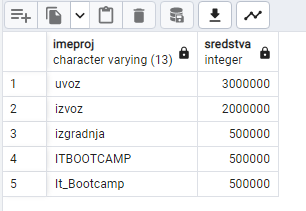 imeproj sredstva
character varying (13) integer
1 uvoz 3000000
2 izvoz 2000000
3 izgradnja 500000
4 ITBOOTCAMP 500000
5 It_Bootcamp 500000